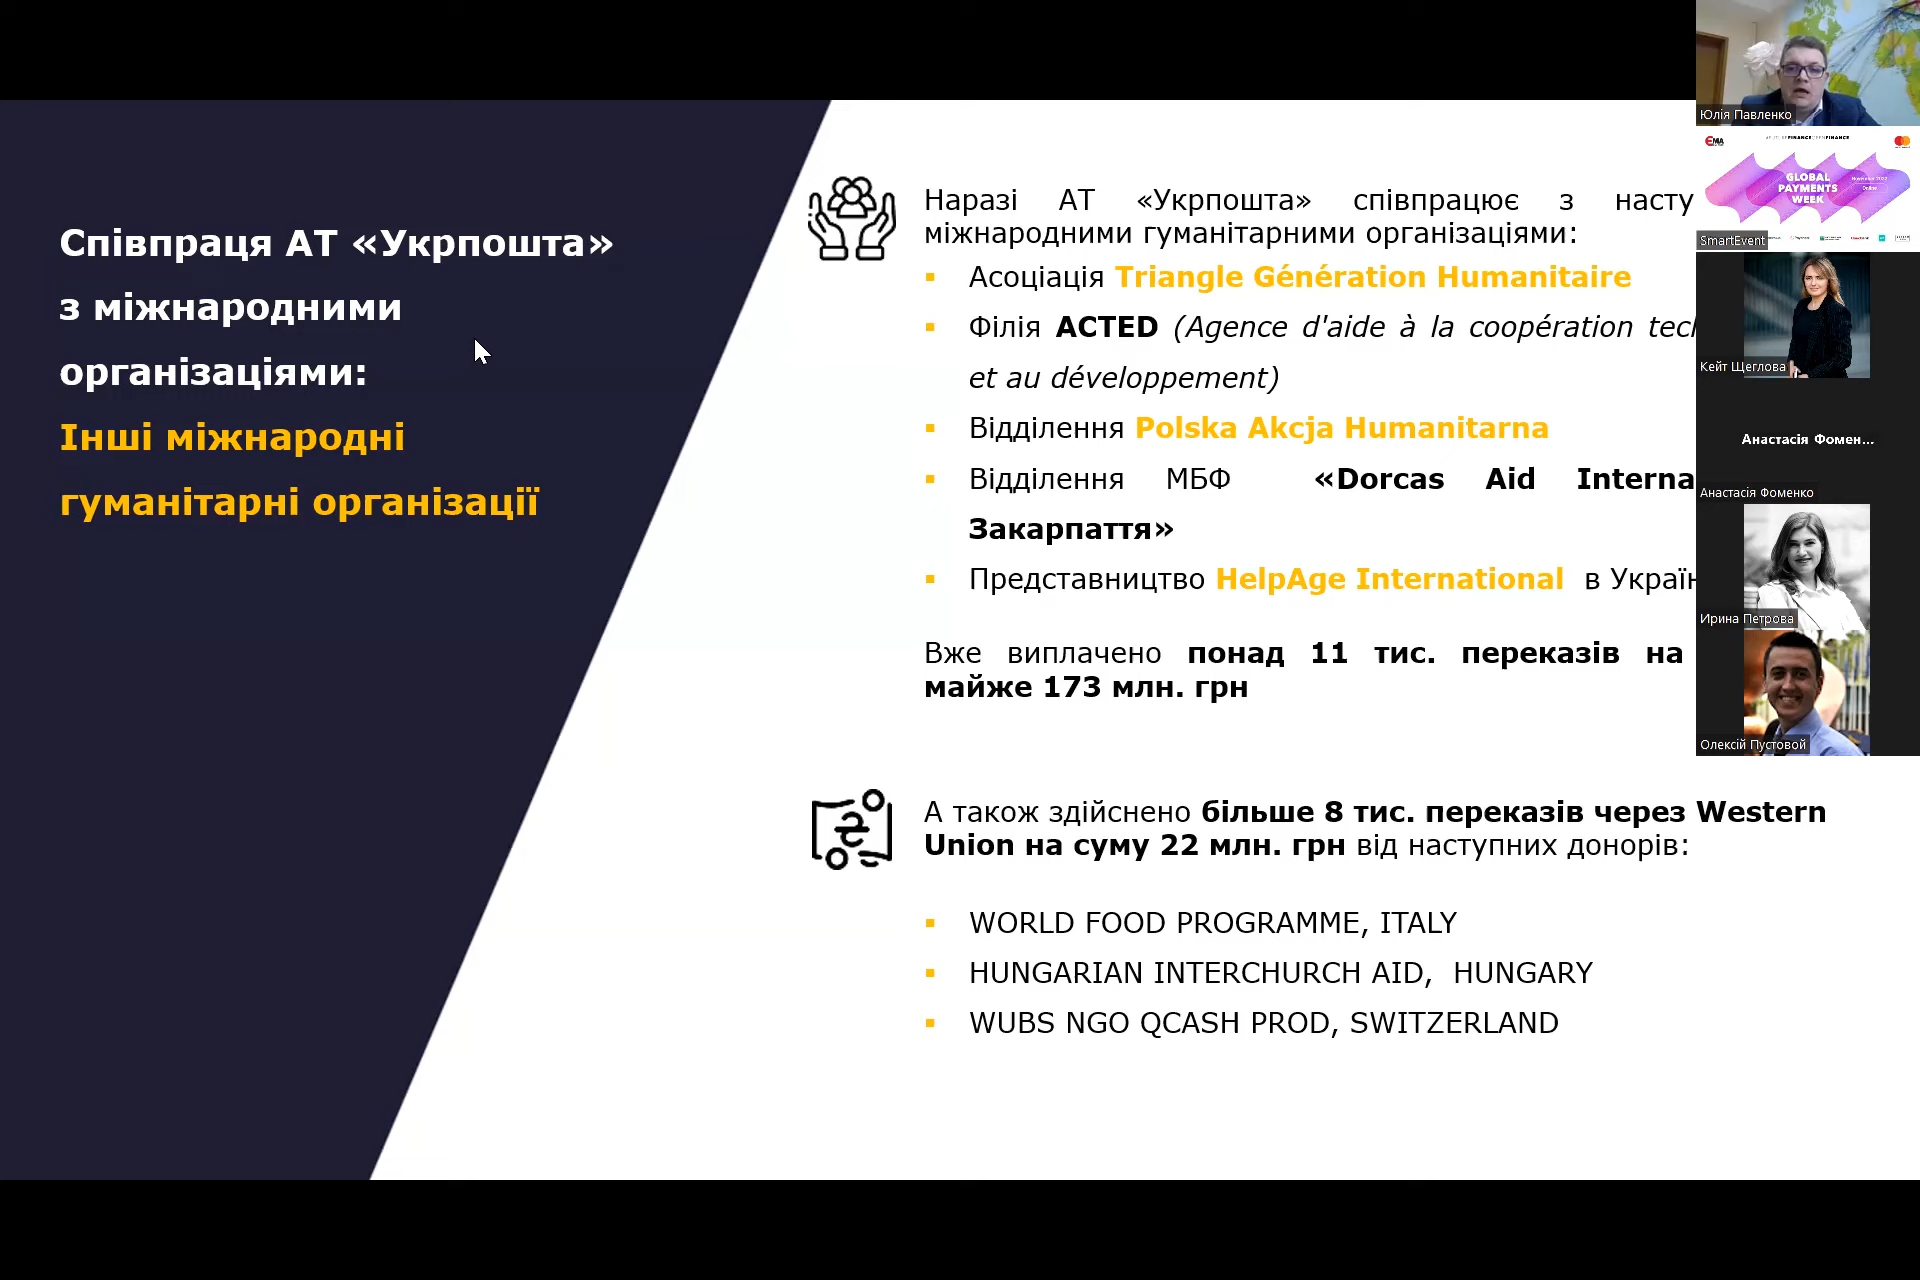 Співпраця АТ «Укрпошта»
з міжнародними
організаціями:
Інші міжнародні
гуманітарні організації
Наразі АТ «Укрпошта» співпрацює з насту
міжнародними гуманітарними організаціями:
▪ Асоціація Triangle Génération Humanitaire
▪ Філія ACTED (Agence d'aide à la coopération tecl
et au développement)
▪ Відділення Polska Akcja Humanitarna
▪ Відділення МБФ «Dorcas Aid Interna
Закарпаття»
▪ Представництво HelpAge International в Україн
Вже виплачено понад 11 тис. переказів на
майже 173 млн. грн
А також здійснено більше 8 тис. переказів через Western
Union на суму 22 млн. грн від наступних донорів:
▪ WORLD FOOD PROGRAMME, ITALY
▪ HUNGARIAN INTERCHURCH AID, HUNGARY
▪ WUBS NGO QCASH PROD, SWITZERLAND
Юлія Павленко
EMA
GLOBAL
PAYMENTS
WEEK
Online
SmartEvent
Кейт Щеглова
Анастасія Фомен...
Анастасія Фоменко
Ирина Петрова
Олексій Пустовой